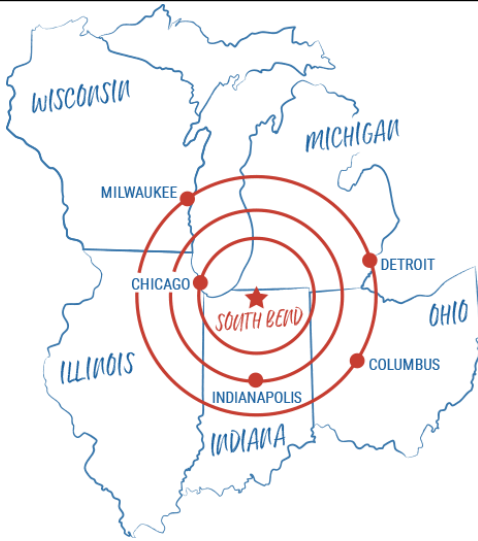 WISCONSIN
MICHIGAN
MILWAUKEE
DETROIT
CHICAGO
SOUTH BEND
OHIO
ILLINOIS
COLUMBUS
INDIANAPOLIS
INDIANA